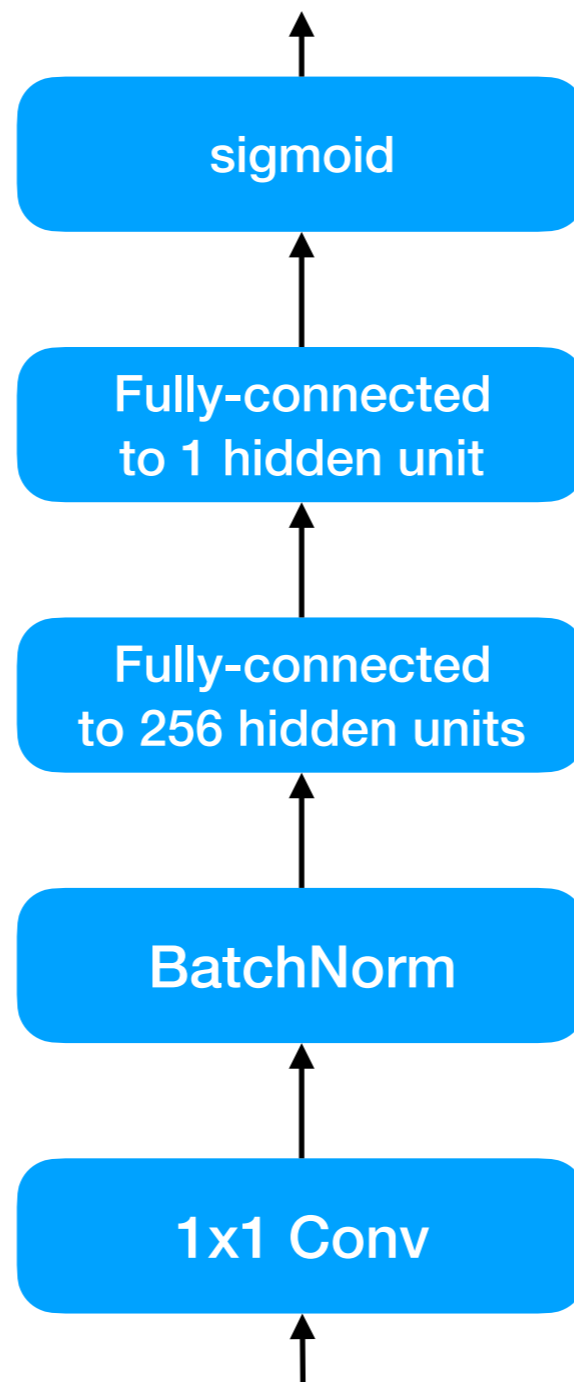 sigmoid
Fully-connected
to 1 hidden unit
Fully-connected
to 256 hidden units
BatchNorm
1x1 Conv